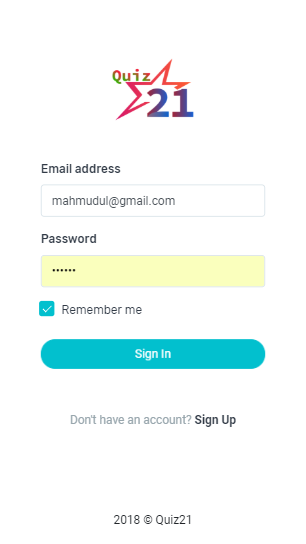 Quiz
21
Email address
mahmudul@gmail.com
Password
••••••
Remember me
Sign In
Don't have an account? Sign Up
2018 © Quiz21